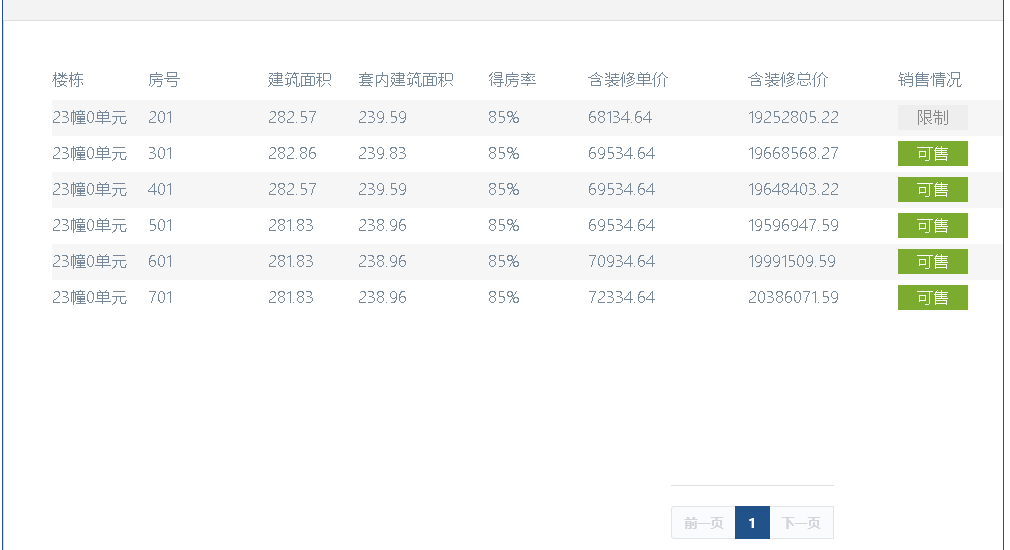 楼栋 房号 建筑面积 套内建筑面积 得房率 含装修单价 含装修总价 销售情况
23幢0单元 201 282.57 239.59 85% 68134.64 19252805.22 限制
23幢0单元 301 282.86 239.83 85% 69534.64 19668568.27 可售
23幢0单元 401 282.57 239.59 85% 69534.64 19648403.22 可售
23幢0单元 501 281.83 238.96 85% 69534.64 19596947.59 可售
23幢0单元 601 281.83 238.96 85% 70934.64 19991509.59 可售
23幢0单元 701 281.83 238.96 85% 72334.64 20386071.59 可售
前一页 1 下一页